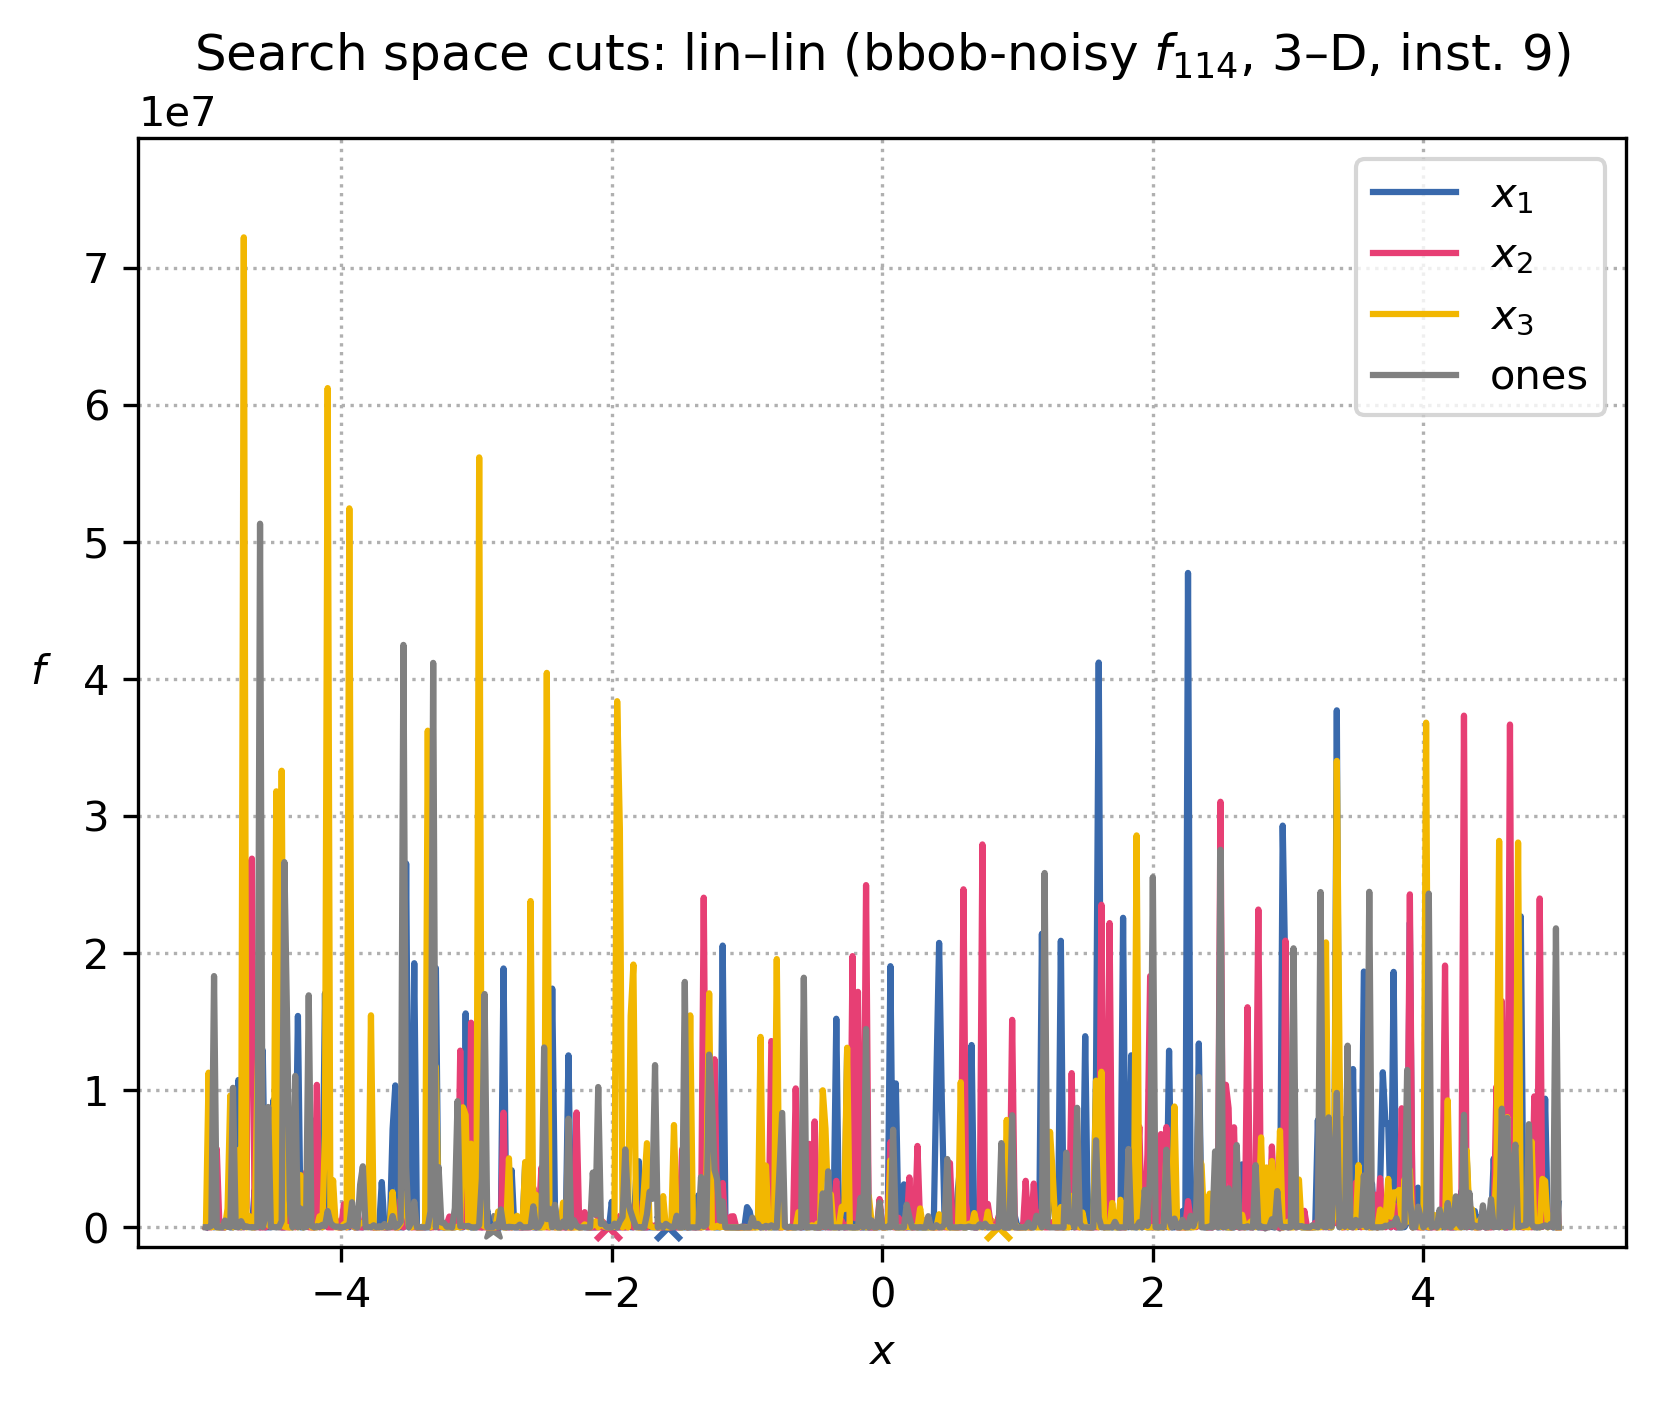 Search space cuts: lin–lin (bbob-noisy f₁₁₄, 3–D, inst. 9)
1e7
x₁
x₂
x₃
ones
7
6
5
4
3
2
1
0
f
−4 −2 0 2 4
x